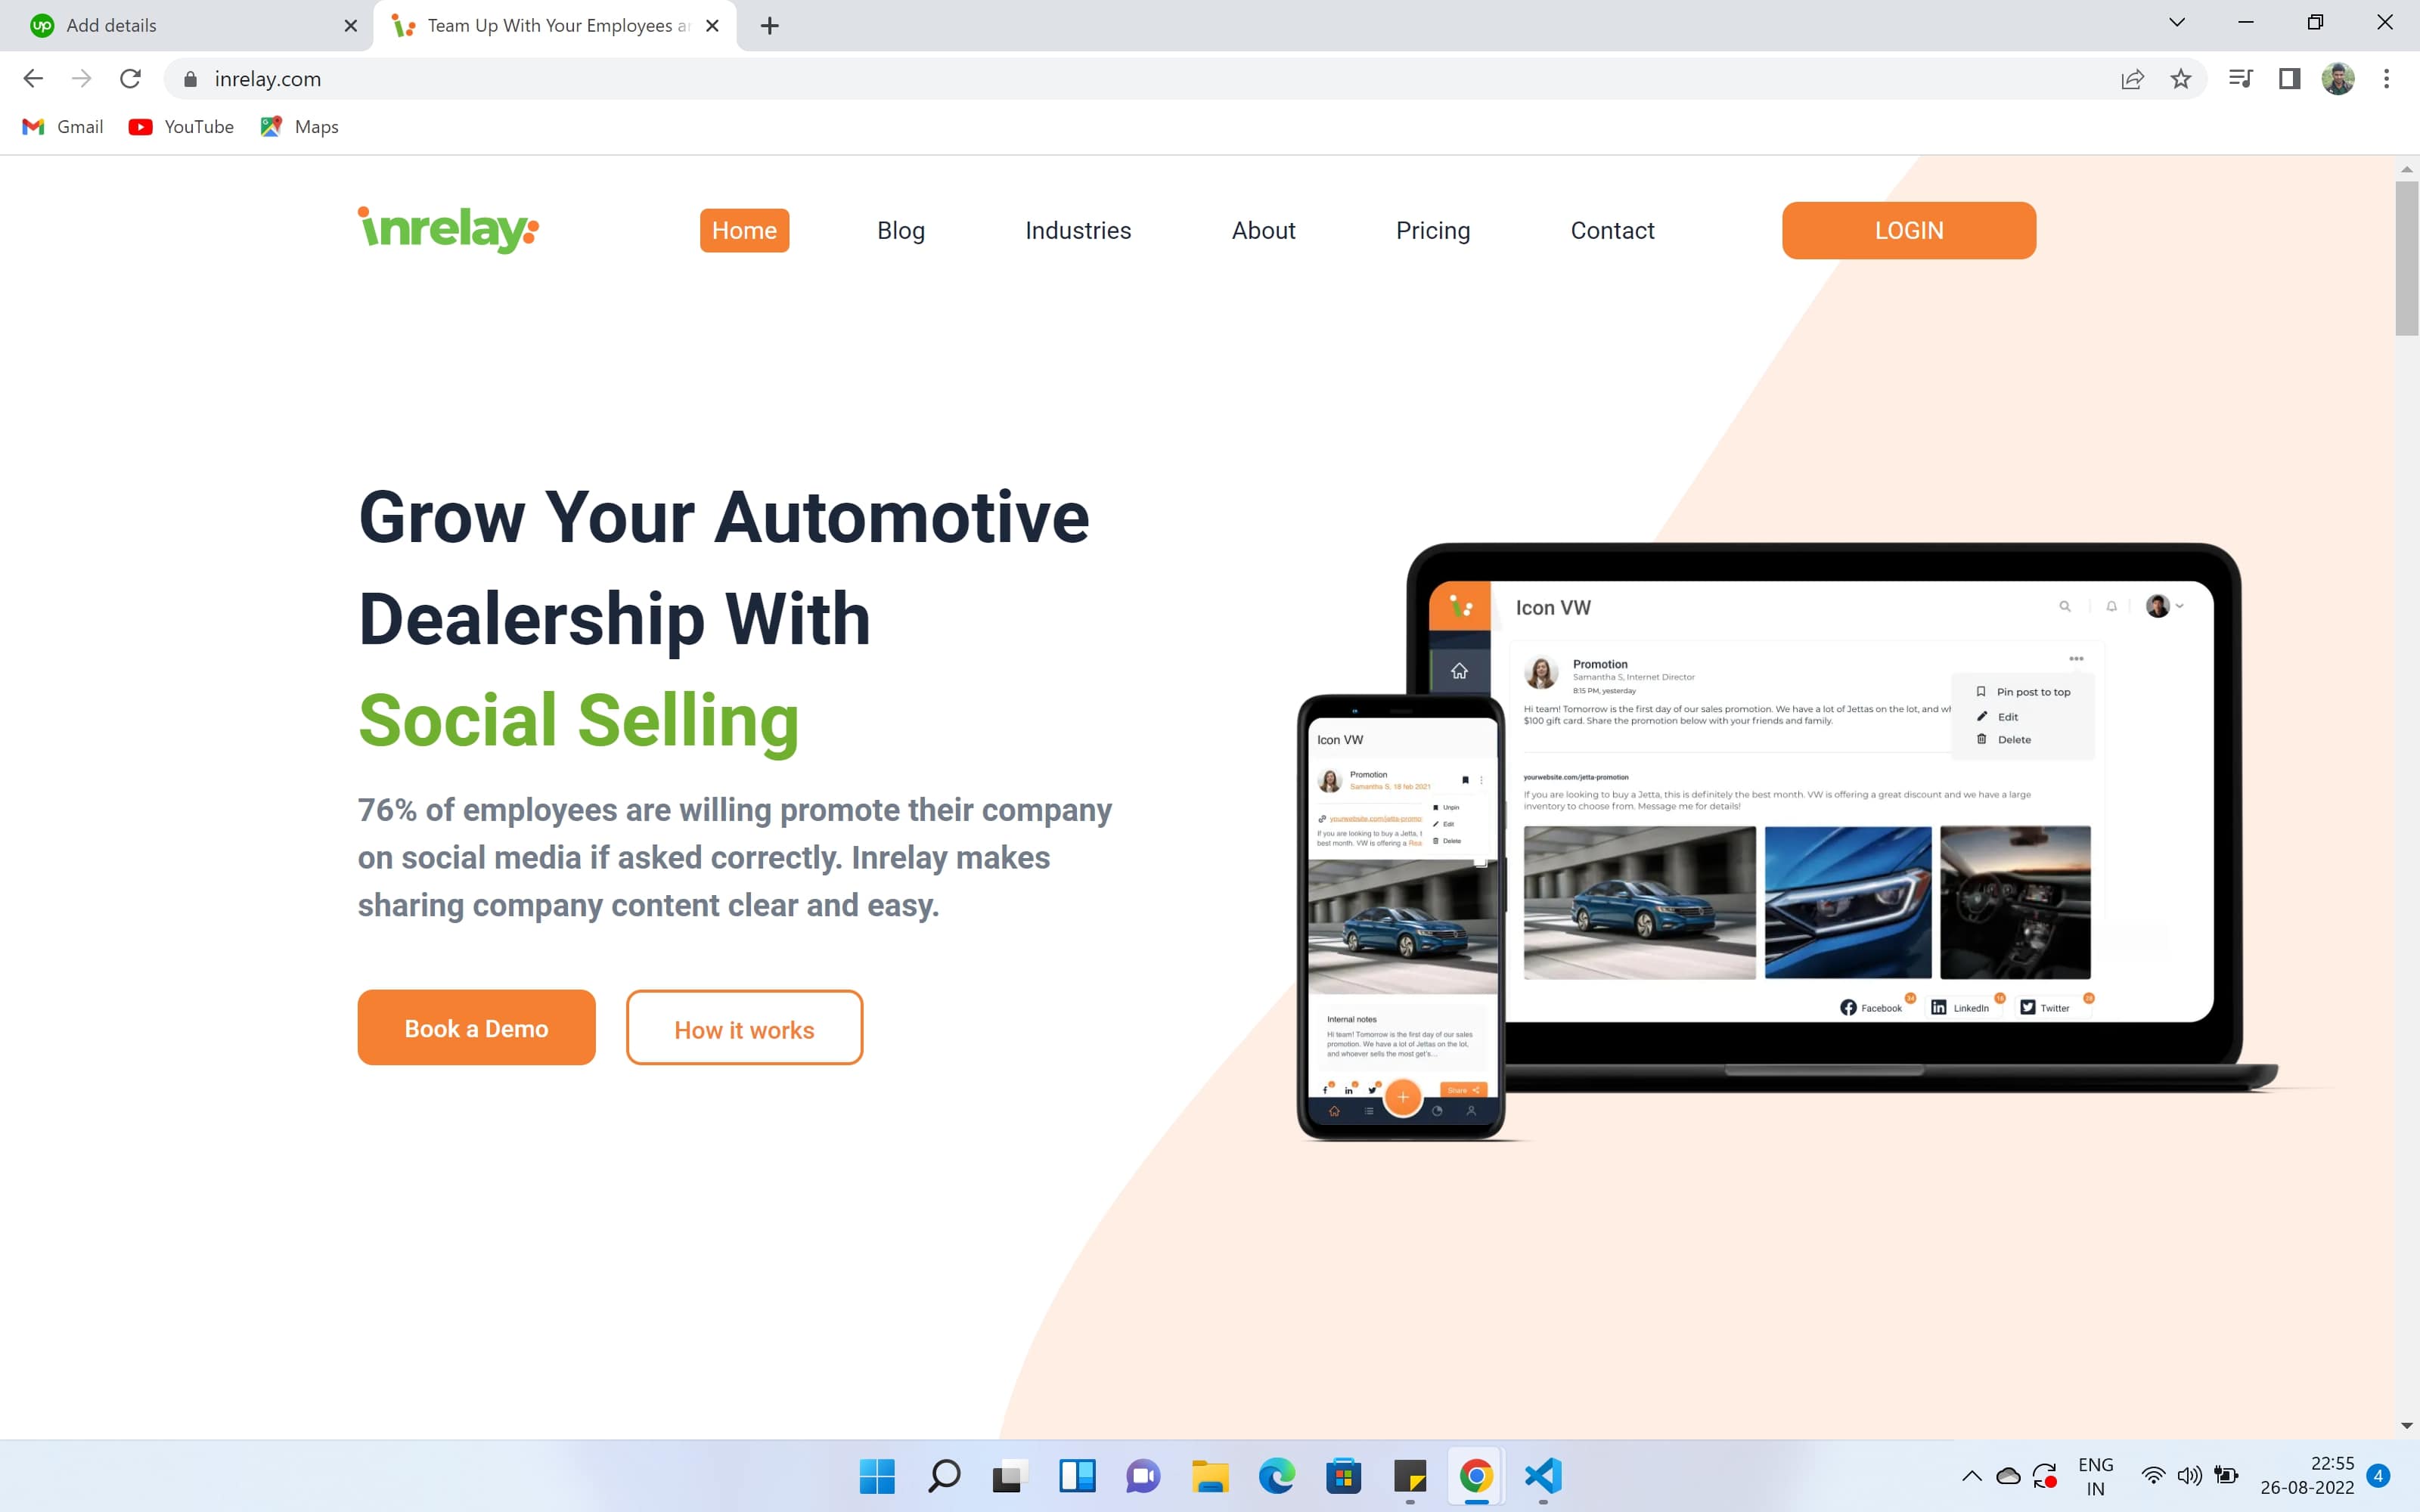 up Add details
Team Up With Your Employees ar
inrelay.com
Gmail YouTube Maps
inrelay
Home Blog Industries About Pricing Contact LOGIN
Grow Your Automotive
Dealership With
Social Selling
76% of employees are willing promote their company
on social media if asked correctly. Inrelay makes
sharing company content clear and easy.
Book a Demo How it works
Icon VW
Promotion
Samantha S, Internet Director
8:15 PM, yesterday
Hi team! Tomorrow is the first day of our sales promotion. We have a lot of Jettas on the lot, and wh
$100 gift card. Share the promotion below with your friends and family.
Pin post to top
Edit
Delete
yourwebsite.com/jetta-promotion
If you are looking to buy a Jetta, this is definitely the best month. VW is offering a great discount and we have a large
inventory to choose from. Message me for details!
Facebook LinkedIn Twitter
Icon VW
Promotion
Samantha S, 18 feb 2021
Unpin
Edit
Delete
yourwebsite.com/jetta-promo
If you are looking to buy a Jetta, t
best month. VW is offering a Rea
Internal notes
Hi team! Tomorrow is the first day of our sales
promotion. We have a lot of Jettas on the lot,
and whoever sells the most get's...
Share
ENG
IN
22:55
26-08-2022
4